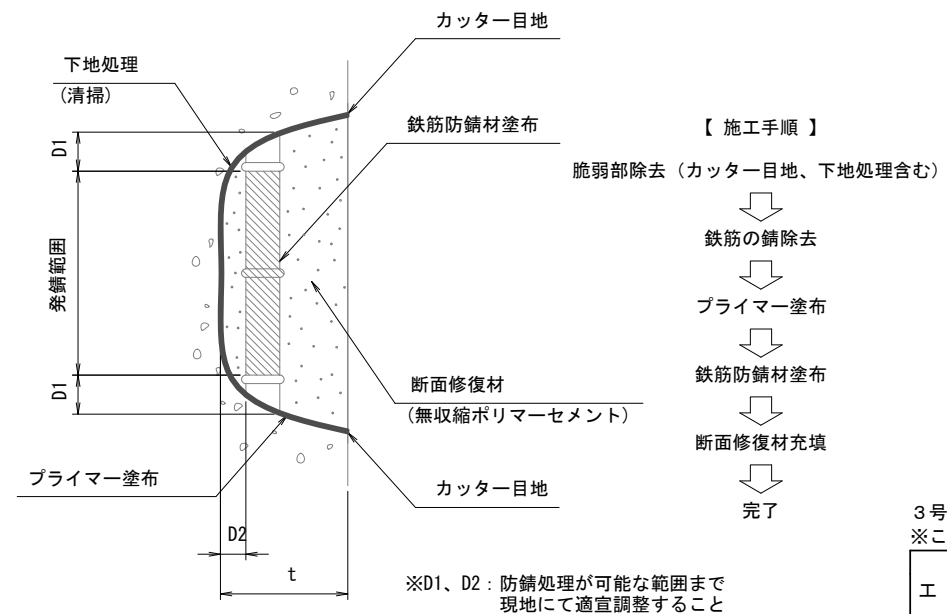 カッター目地
下地処理
(清掃)
鉄筋防錆材塗布
D1
発錆範囲
D1
断面修復材
(無収縮ポリマーセメント)
プライマー塗布
カッター目地
D2
t
※D1、D2：防錆処理が可能な範囲まで
現地にて適宣調整すること
【 施工手順 】
脆弱部除去（カッター目地、下地処理含む）
鉄筋の錆除去
プライマー塗布
鉄筋防錆材塗布
断面修復材充填
完了
３号
※こ
工